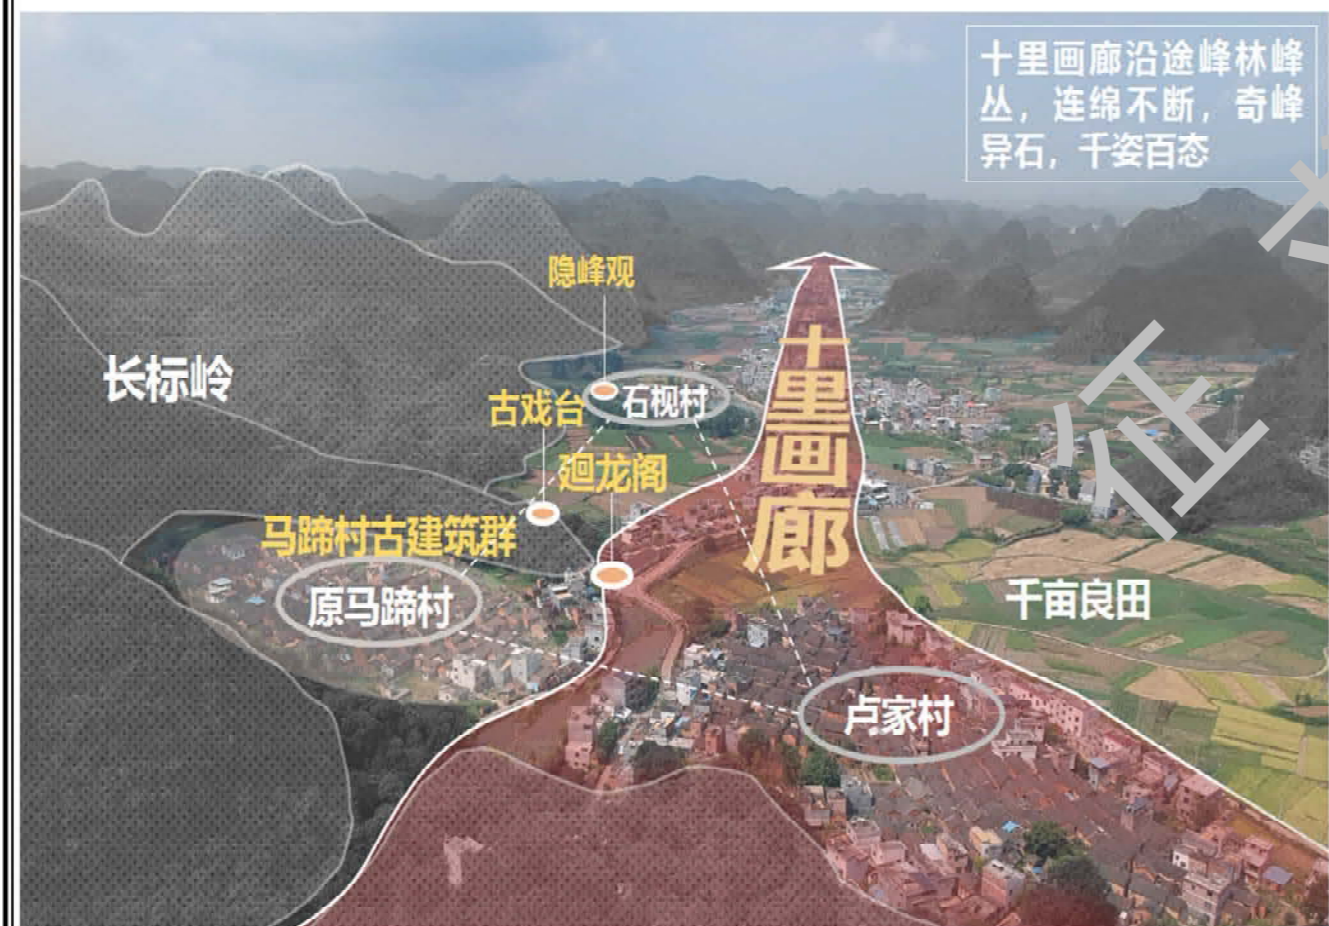 十里画廊沿途峰林峰
丛，连绵不断，奇峰
异石，千姿百态
隐峰观
长标岭
石枧村
古戏台
十里画廊
廻龙阁
马蹄村古建筑群
原马蹄村
千亩良田
卢家村
征